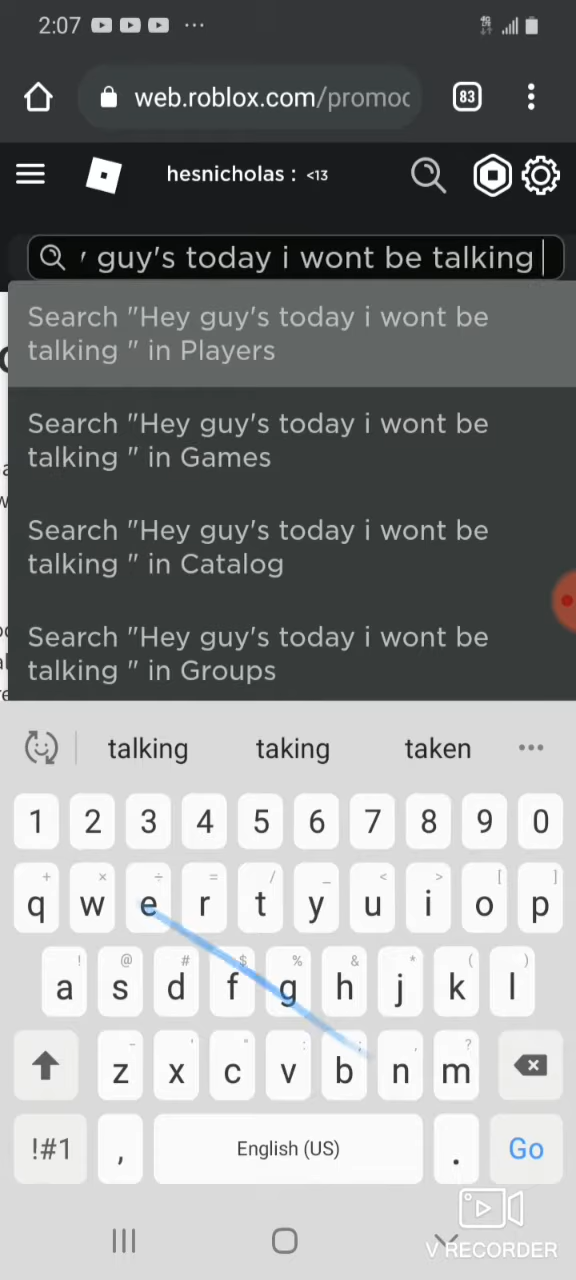 2:07
83
web.roblox.com/promoc
hesnicholas : <13
guy's today i wont be talking
Search "Hey guy's today i wont be
talking " in Players
Search "Hey guy's today i wont be
talking " in Games
Search "Hey guy's today i wont be
talking " in Catalog
Search "Hey guy's today i wont be
talking " in Groups
talking taking taken
1 2 3 4 5 6 7 8 9 0
+ × ÷ = / _ < > [ ]
q w e r t y u i o p
! @ # $ % & * ( )
a s d f g h j k l
- ' " : ; , ?
z x c v b n m
!#1 , English (US) . Go
V RECORDER